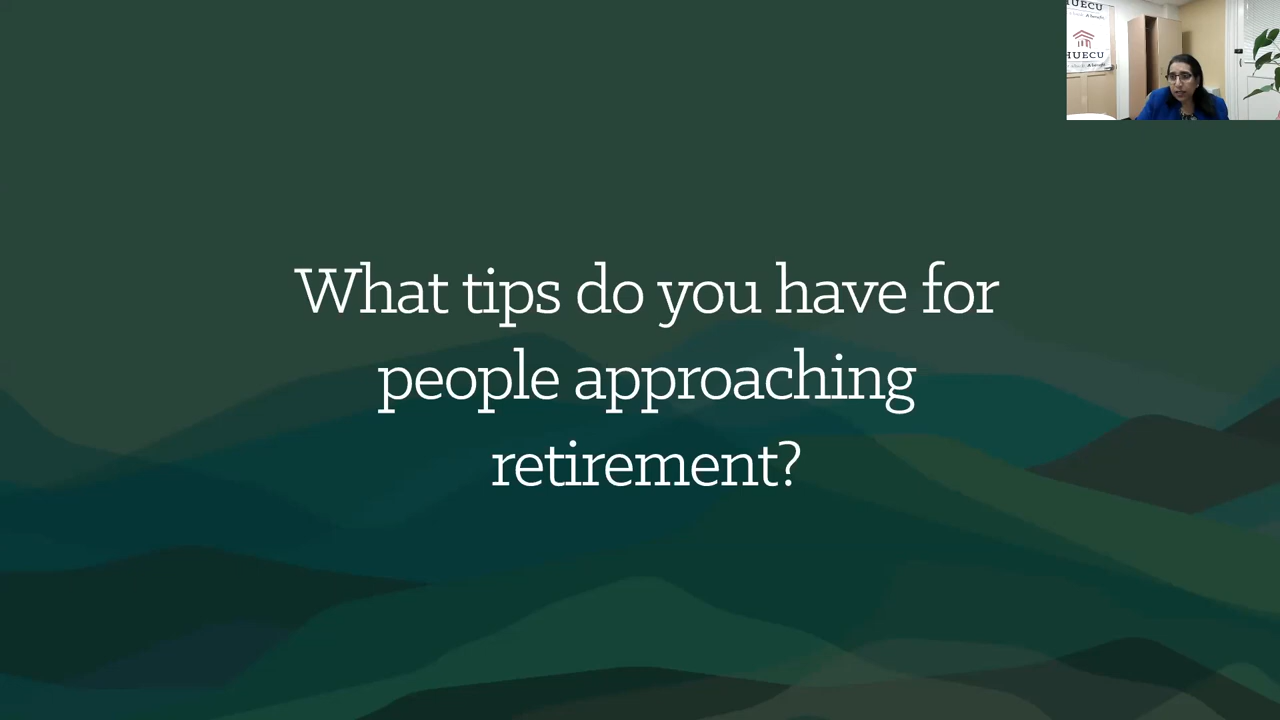 HUECU
HUECU
What tips do you have for
people approaching
retirement?